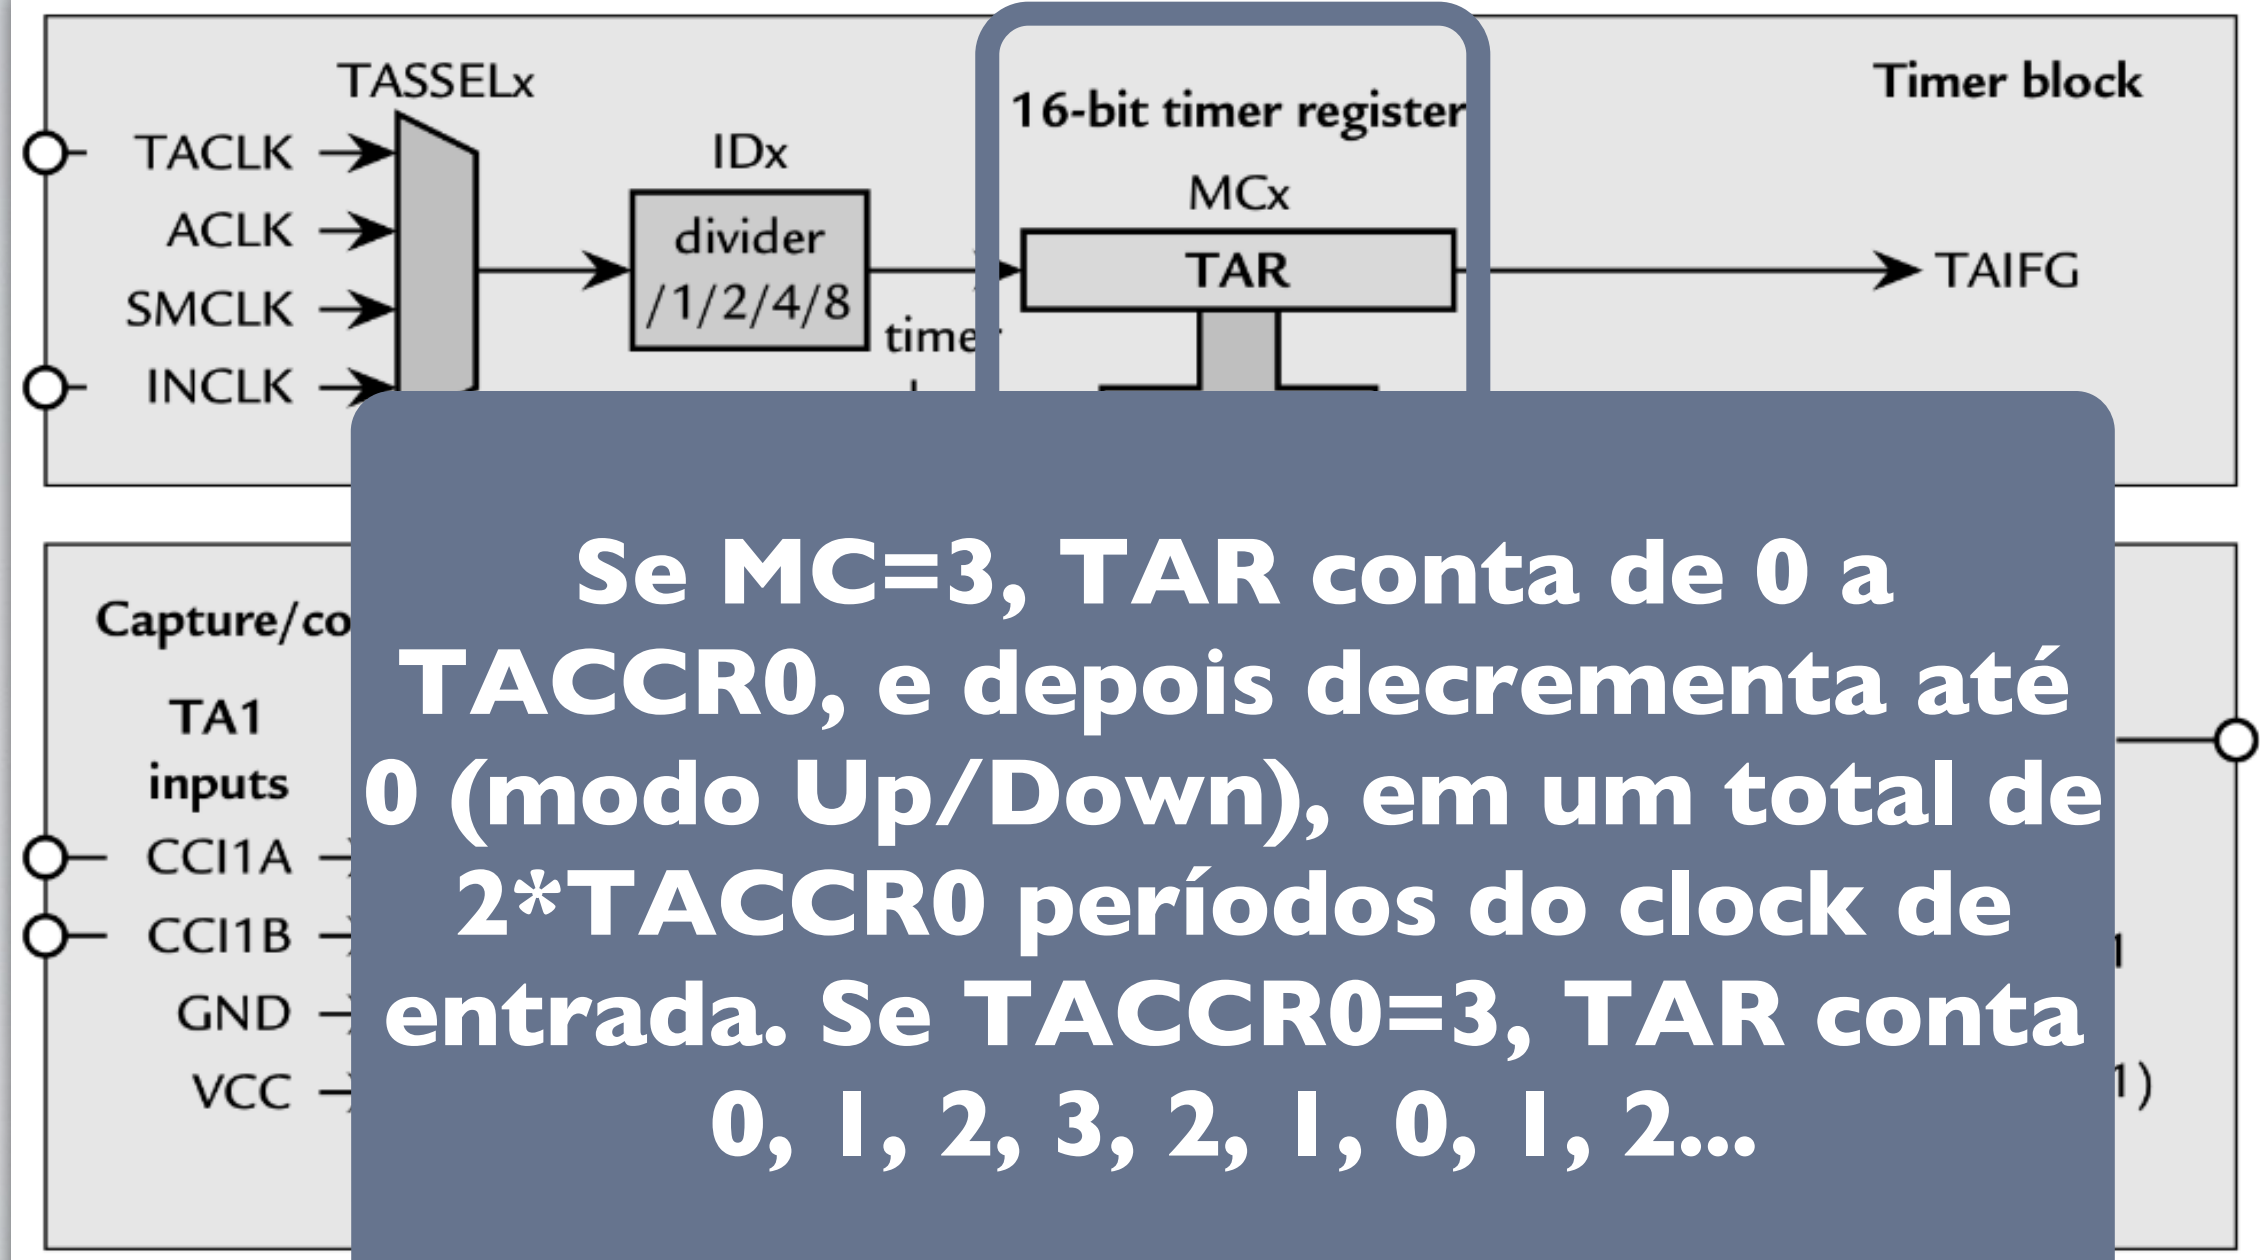 TASSELx
Timer block
16-bit timer register
TACLK
IDx
MCx
ACLK
divider
TAR
TAIFG
SMCLK
/1/2/4/8
INCLK
Se MC=3, TAR conta de 0 a
TACCR0, e depois decrementa até
0 (modo Up/Down), em um total de
2*TACCR0 períodos do clock de
entrada. Se TACCR0=3, TAR conta
0, 1, 2, 3, 2, 1, 0, 1, 2...
TA1
inputs
CCI1A
CCI1B
GND
VCC